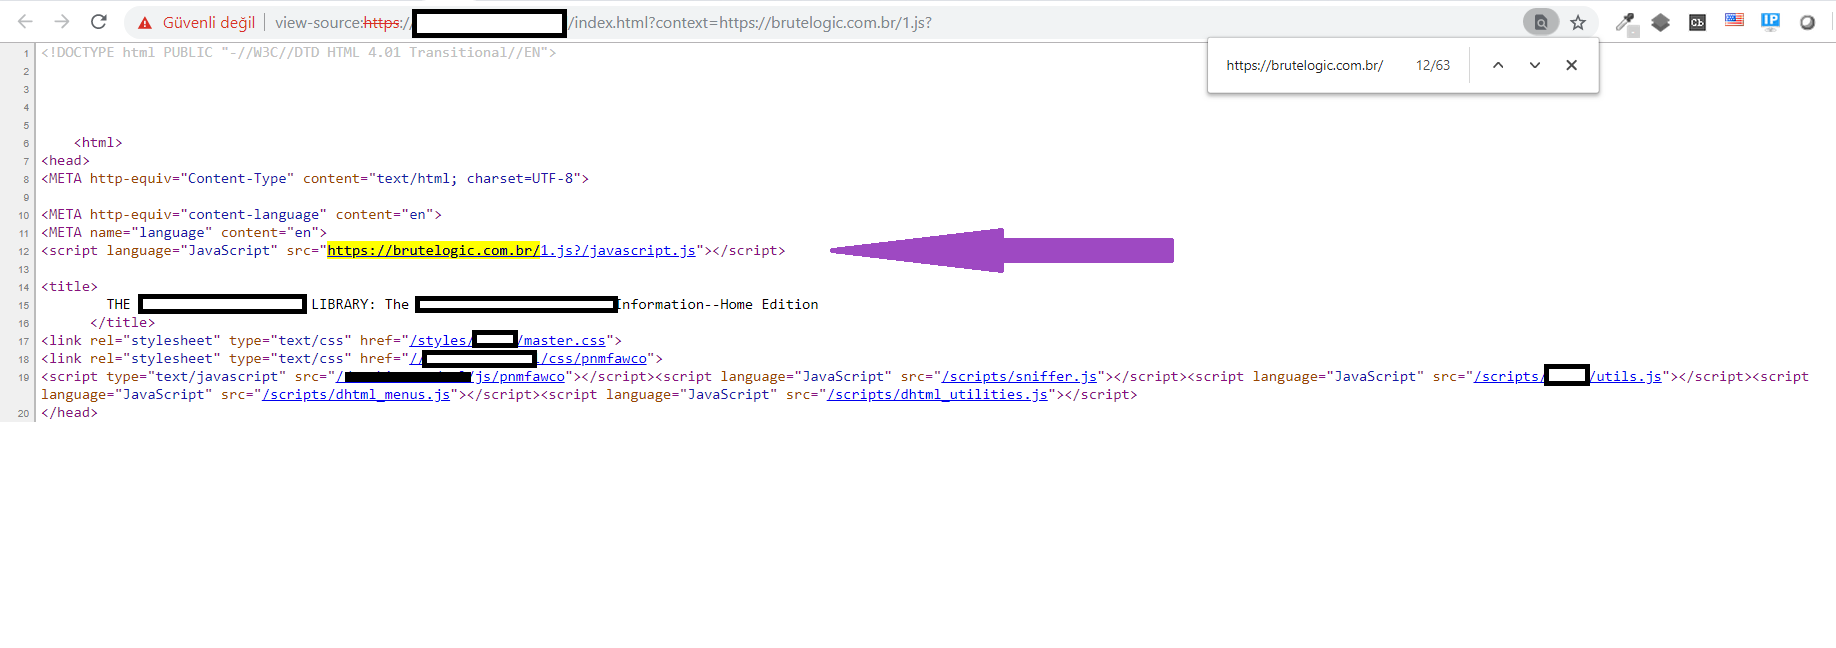 Güvenli değil | view-source:https://
/index.html?context=https://brutelogic.com.br/1.js?
Cb
IP
https://brutelogic.com.br/ 12/63
1 <!DOCTYPE html PUBLIC "-//W3C//DTD HTML 4.01 Transitional//EN">
2
3
4
5
6 <html>
7 <head>
8 <META http-equiv="Content-Type" content="text/html; charset=UTF-8">
9
10 <META http-equiv="content-language" content="en">
11 <META name="language" content="en">
12 <script language="JavaScript" src="https://brutelogic.com.br/1.js?/javascript.js"></script>
13
14 <title>
15 THE LIBRARY: The Information--Home Edition
16 </title>
17 <link rel="stylesheet" type="text/css" href="/styles/ /master.css">
18 <link rel="stylesheet" type="text/css" href="// /css/pnmfawco">
19 <script type="text/javascript" src="/ /js/pnmfawco"></script><script language="JavaScript" src="/scripts/sniffer.js"></script><script language="JavaScript" src="/scripts/ /utils.js"></script><script
language="JavaScript" src="/scripts/dhtml_menus.js"></script><script language="JavaScript" src="/scripts/dhtml_utilities.js"></script>
20 </head>